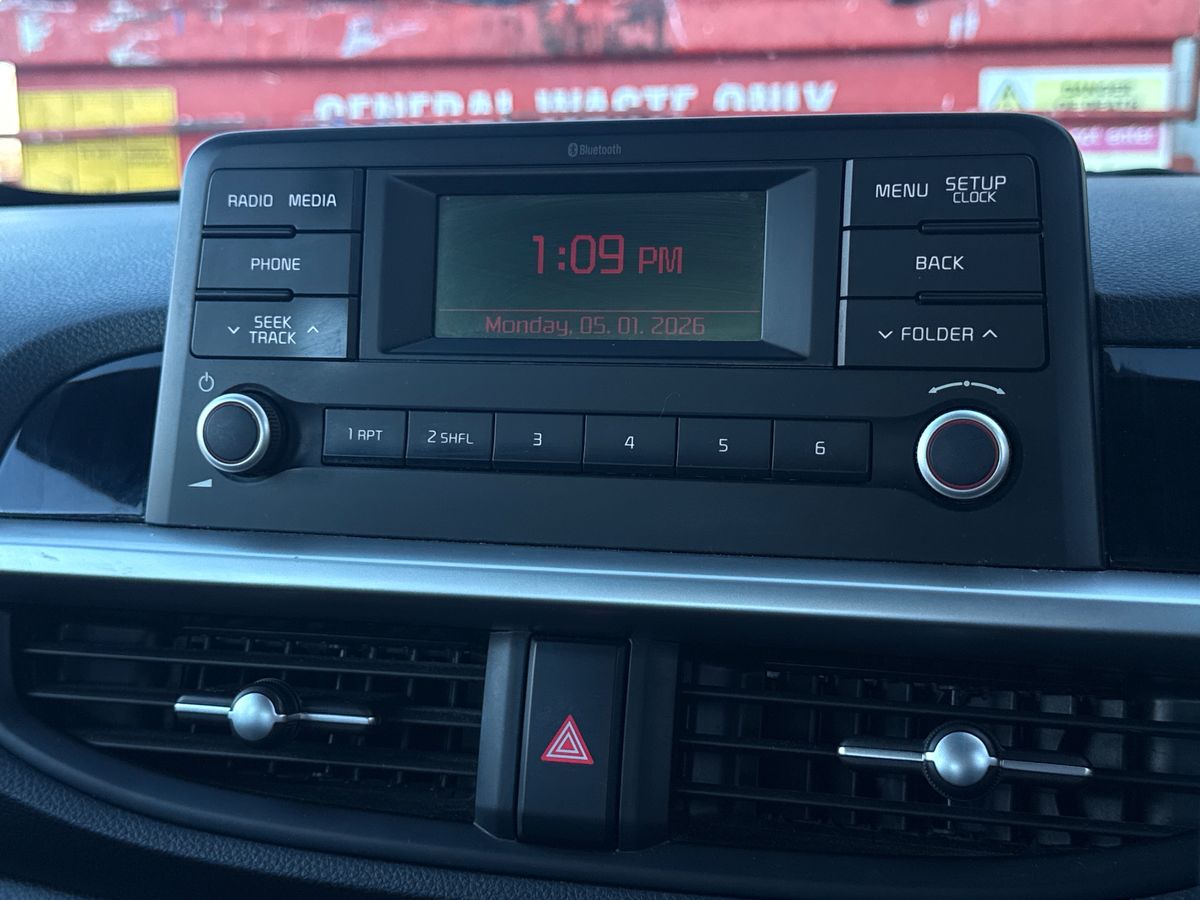 GENERAL WASTE ONLY
Bluetooth
RADIO MEDIA
PHONE
SEEK
TRACK
1:09 PM
Monday, 05. 01. 2026
MENU SETUP
CLOCK
BACK
FOLDER
1 RPT
2 SHFL
3
4
5
6